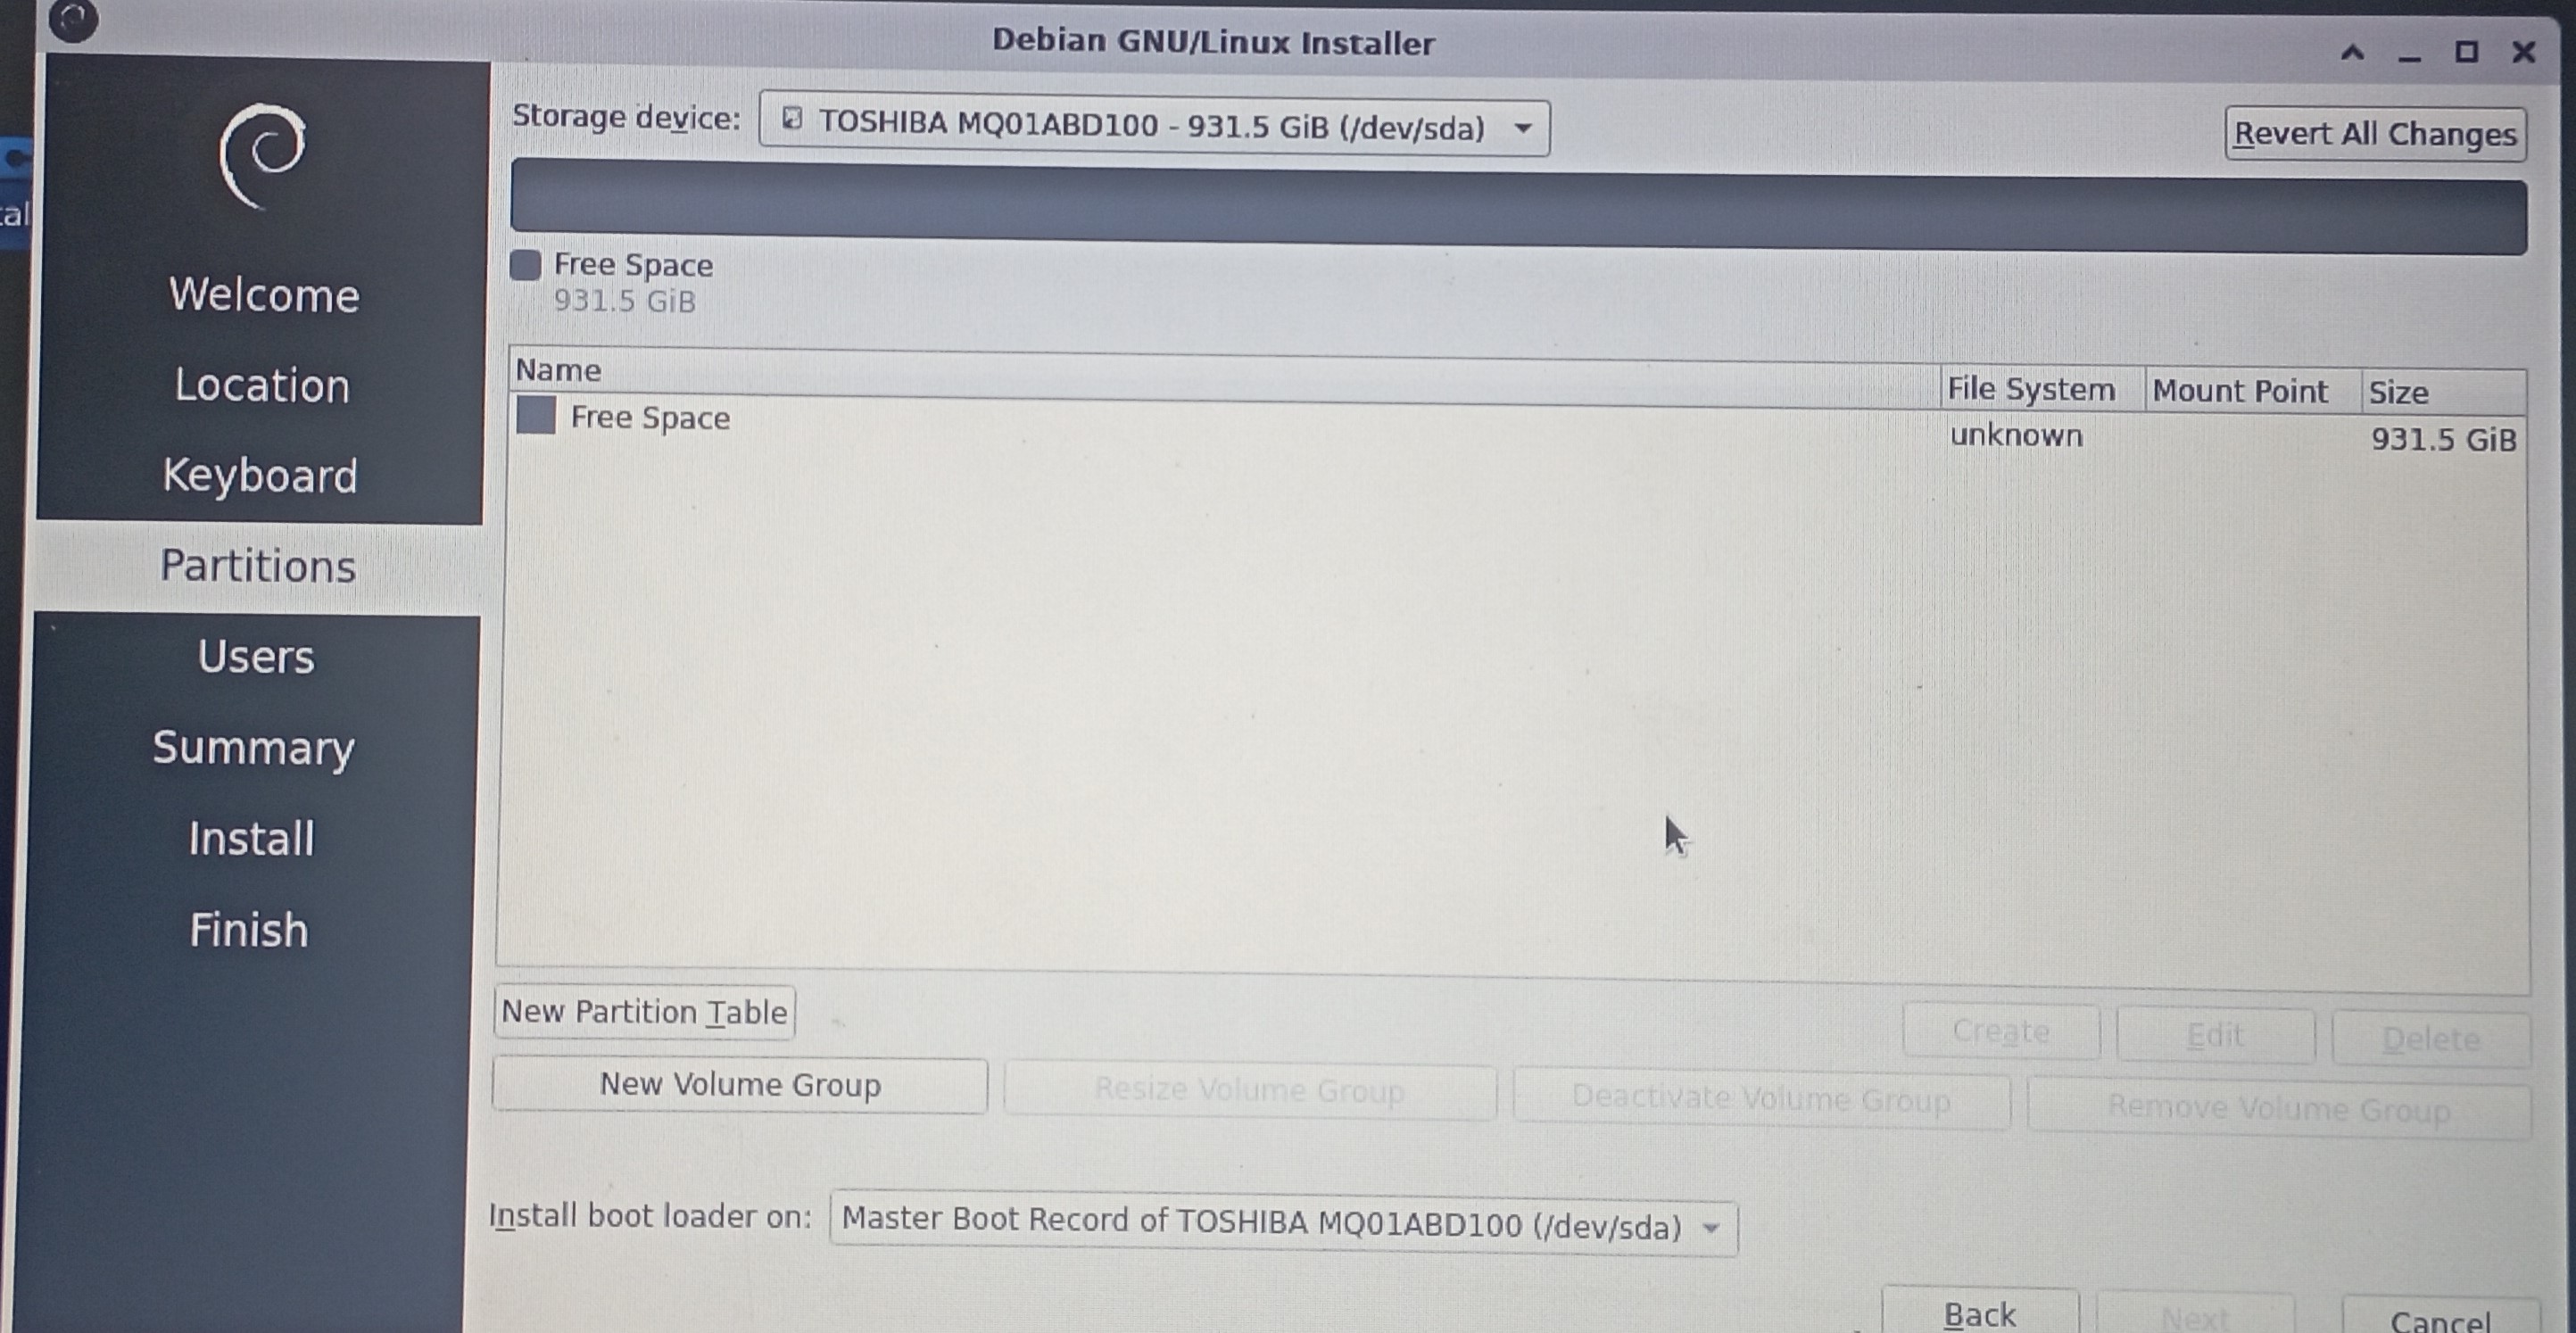 Debian GNU/Linux Installer
Storage device: TOSHIBA MQ01ABD100 - 931.5 GiB (/dev/sda)
Revert All Changes
Free Space
931.5 GiB
Welcome
Location
Keyboard
Partitions
Users
Summary
Install
Finish
Name File System Mount Point Size
Free Space unknown 931.5 GiB
New Partition Table Create Edit Delete
New Volume Group Resize Volume Group Deactivate Volume Group Remove Volume Group
Install boot loader on: Master Boot Record of TOSHIBA MQ01ABD100 (/dev/sda)
Back Next Cancel